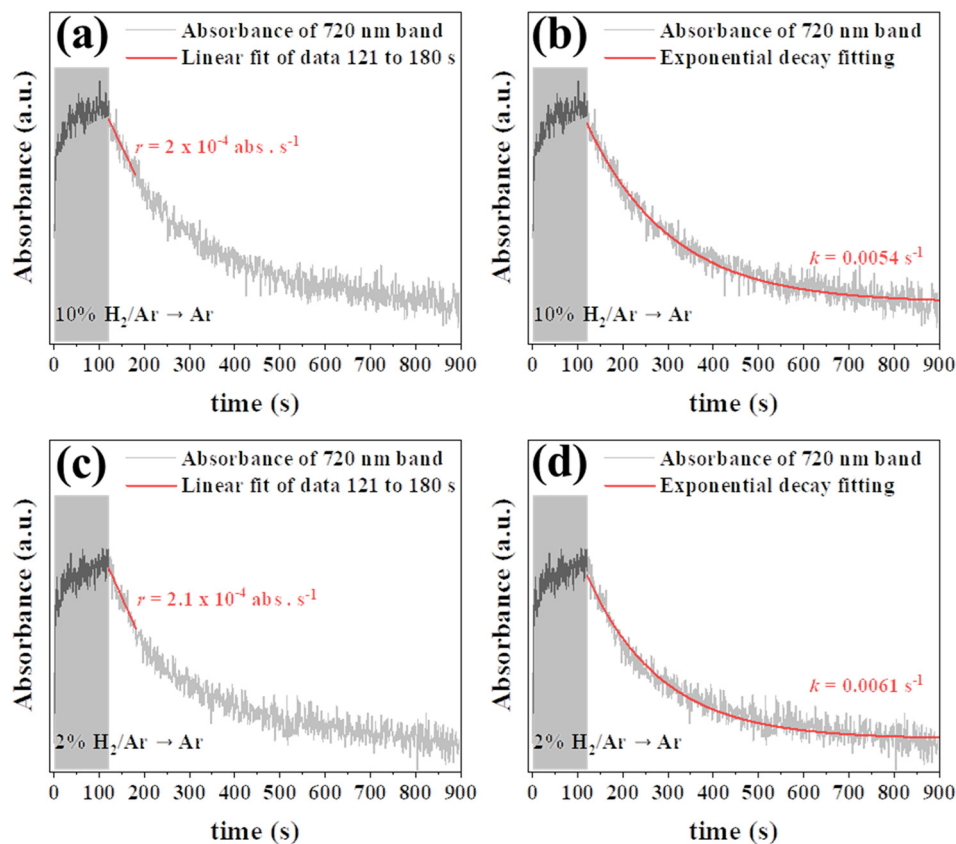 (a)
Absorbance of 720 nm band
Linear fit of data 121 to 180 s
r = 2 x 10⁻⁴ abs . s⁻¹
10% H₂/Ar → Ar
Absorbance (a.u.)
0 100 200 300 400 500 600 700 800 900
time (s)
(b)
Absorbance of 720 nm band
Exponential decay fitting
k = 0.0054 s⁻¹
10% H₂/Ar → Ar
Absorbance (a.u.)
0 100 200 300 400 500 600 700 800 900
time (s)
(c)
Absorbance of 720 nm band
Linear fit of data 121 to 180 s
r = 2.1 x 10⁻⁴ abs . s⁻¹
2% H₂/Ar → Ar
Absorbance (a.u.)
0 100 200 300 400 500 600 700 800 900
time (s)
(d)
Absorbance of 720 nm band
Exponential decay fitting
k = 0.0061 s⁻¹
2% H₂/Ar → Ar
Absorbance (a.u.)
0 100 200 300 400 500 600 700 800 900
time (s)